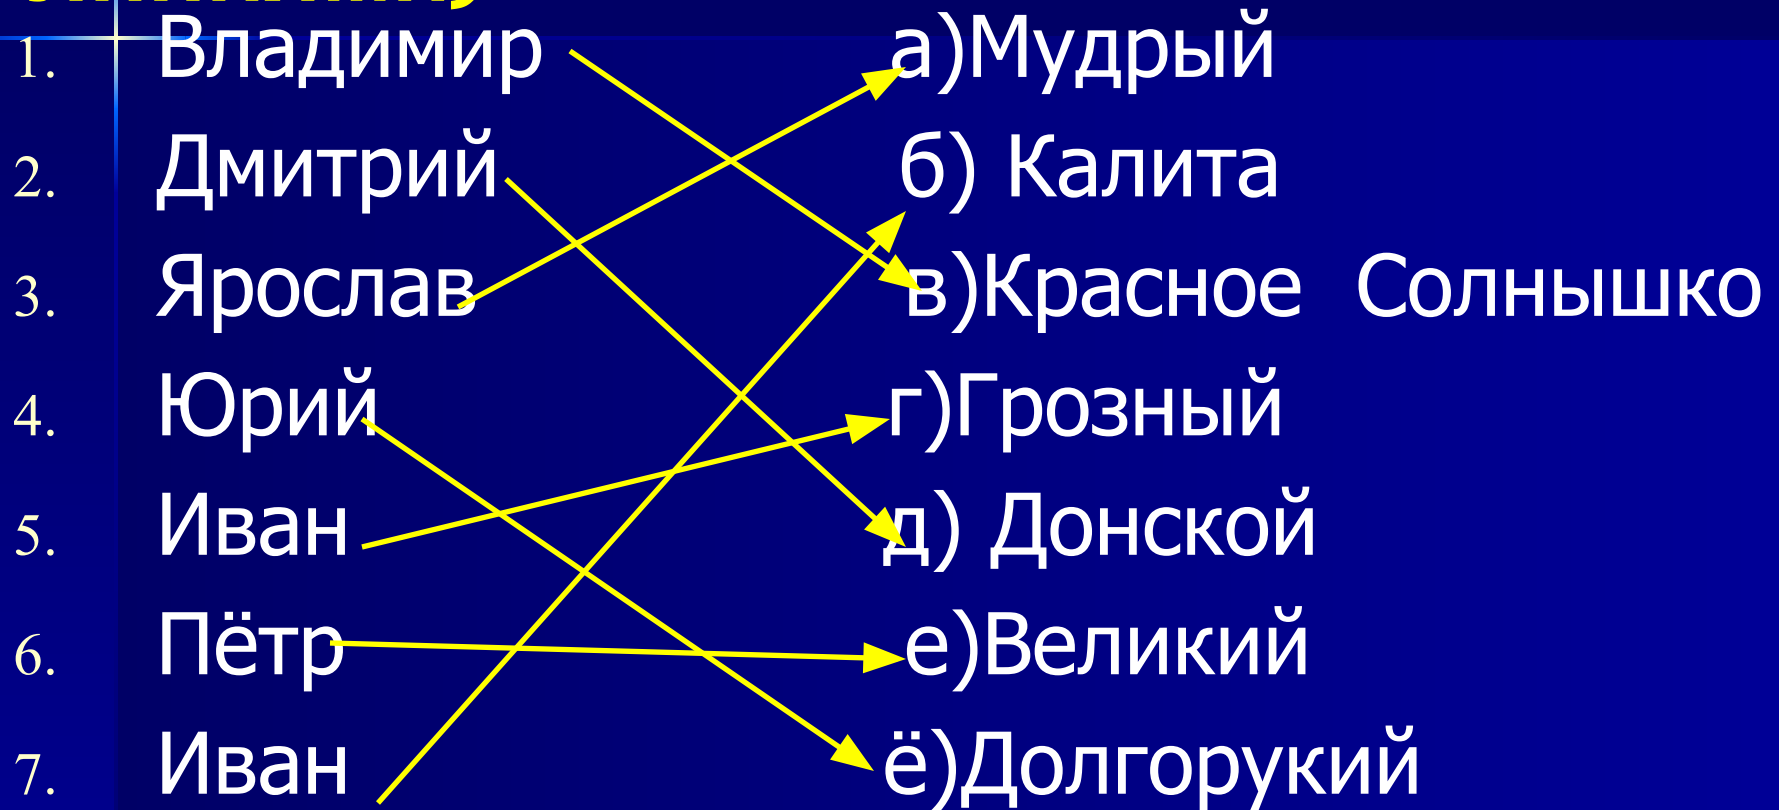 1. Владимир а)Мудрый
2. Дмитрий б) Калита
3. Ярослав в)Красное Солнышко
4. Юрий г)Грозный
5. Иван д) Донской
6. Пётр е)Великий
7. Иван ё)Долгорукий